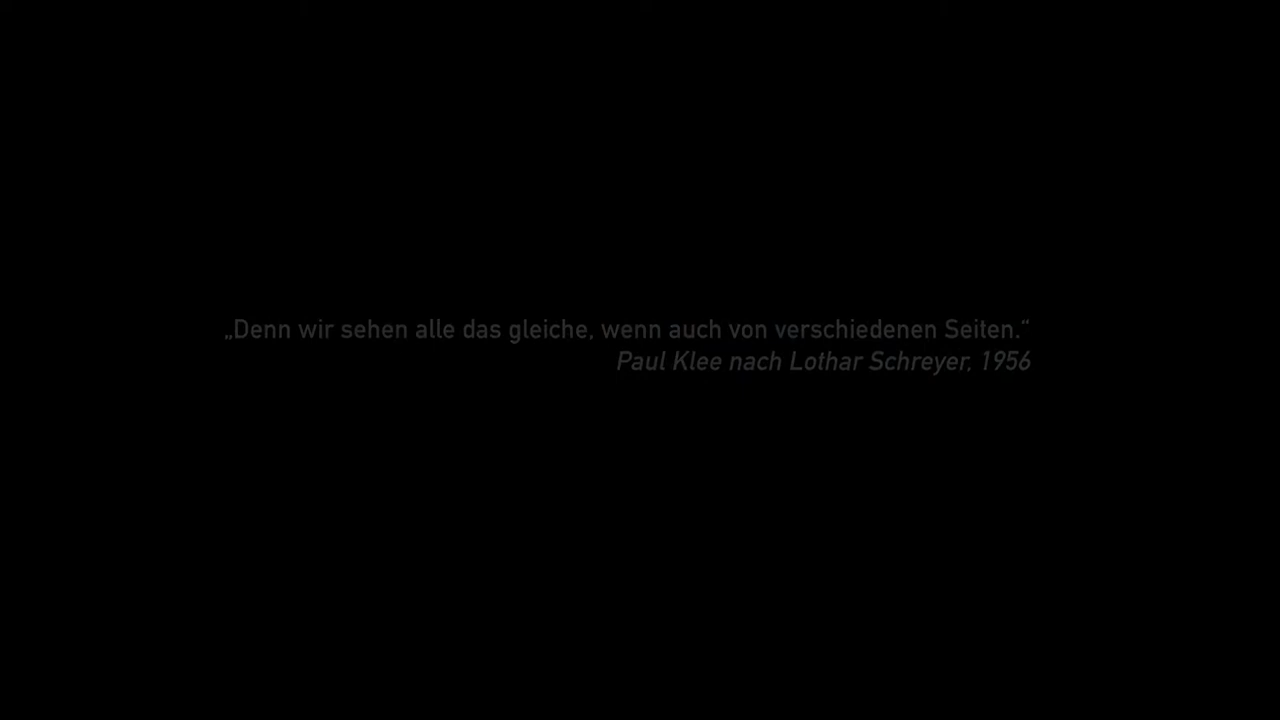 „Denn wir sehen alle das gleiche, wenn auch von verschiedenen Seiten.“
Paul Klee nach Lothar Schreyer, 1956